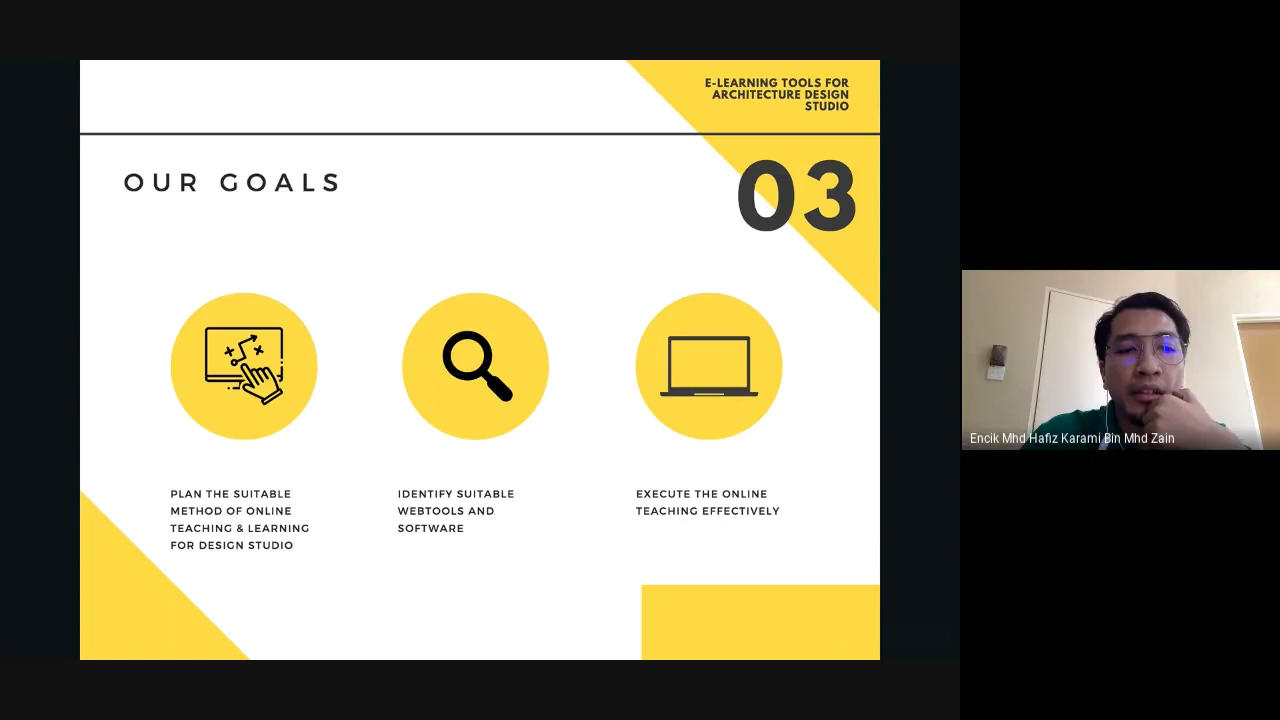 E-LEARNING TOOLS FOR
ARCHITECTURE DESIGN
STUDIO
OUR GOALS
03
PLAN THE SUITABLE
METHOD OF ONLINE
TEACHING & LEARNING
FOR DESIGN STUDIO
IDENTIFY SUITABLE
WEBTOOLS AND
SOFTWARE
EXECUTE THE ONLINE
TEACHING EFFECTIVELY
Encik Mhd Hafiz Karami Bin Mhd Zain